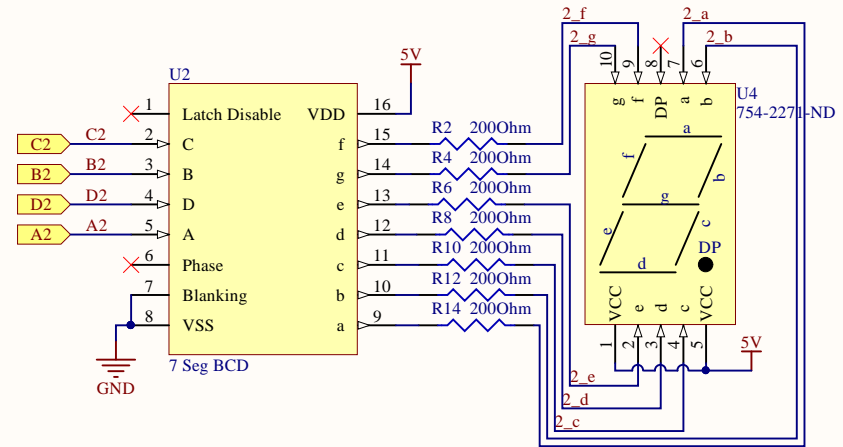 2_f 2_a
2_g 2_b
5V
10 9 8 7 6
U2
U4
754-2271-ND
g f DP a b
1 Latch Disable VDD 16
C2 C2 2 C f 15 R2 200Ohm
B2 B2 3 B g 14 R4 200Ohm
D2 D2 4 D e 13 R6 200Ohm
A2 A2 5 A d 12 R8 200Ohm
6 Phase c 11 R10 200Ohm
7 Blanking b 10 R12 200Ohm
8 VSS a 9 R14 200Ohm
a
f b
g
e c
d DP
VCC e d c VCC
1 2 3 4 5
5V
GND
7 Seg BCD
2_e
2_d
2_c